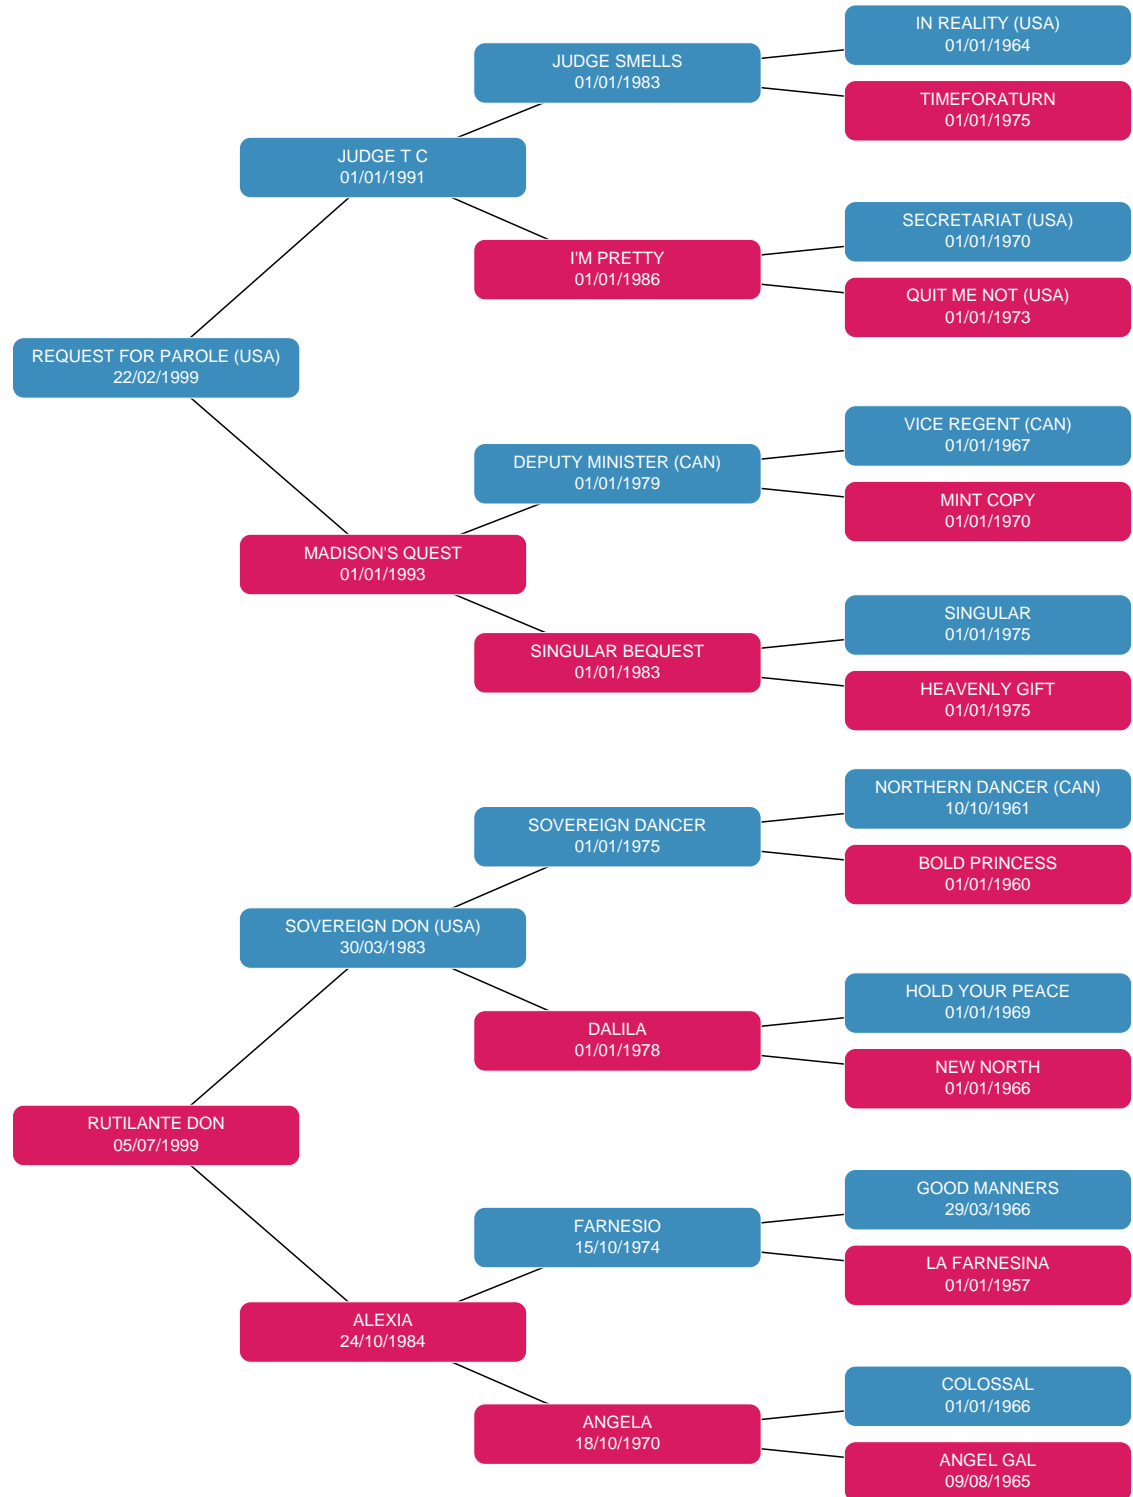 IN REALITY (USA)
01/01/1964
JUDGE SMELLS
01/01/1983
TIMEFORATURN
01/01/1975
JUDGE T C
01/01/1991
SECRETARIAT (USA)
01/01/1970
I'M PRETTY
01/01/1986
QUIT ME NOT (USA)
01/01/1973
REQUEST FOR PAROLE (USA)
22/02/1999
VICE REGENT (CAN)
01/01/1967
DEPUTY MINISTER (CAN)
01/01/1979
MINT COPY
01/01/1970
MADISON'S QUEST
01/01/1993
SINGULAR
01/01/1975
SINGULAR BEQUEST
01/01/1983
HEAVENLY GIFT
01/01/1975
NORTHERN DANCER (CAN)
10/10/1961
SOVEREIGN DANCER
01/01/1975
BOLD PRINCESS
01/01/1960
SOVEREIGN DON (USA)
30/03/1983
HOLD YOUR PEACE
01/01/1969
DALILA
01/01/1978
NEW NORTH
01/01/1966
RUTILANTE DON
05/07/1999
GOOD MANNERS
29/03/1966
FARNESIO
15/10/1974
LA FARNESINA
01/01/1957
ALEXIA
24/10/1984
COLOSSAL
01/01/1966
ANGELA
18/10/1970
ANGEL GAL
09/08/1965